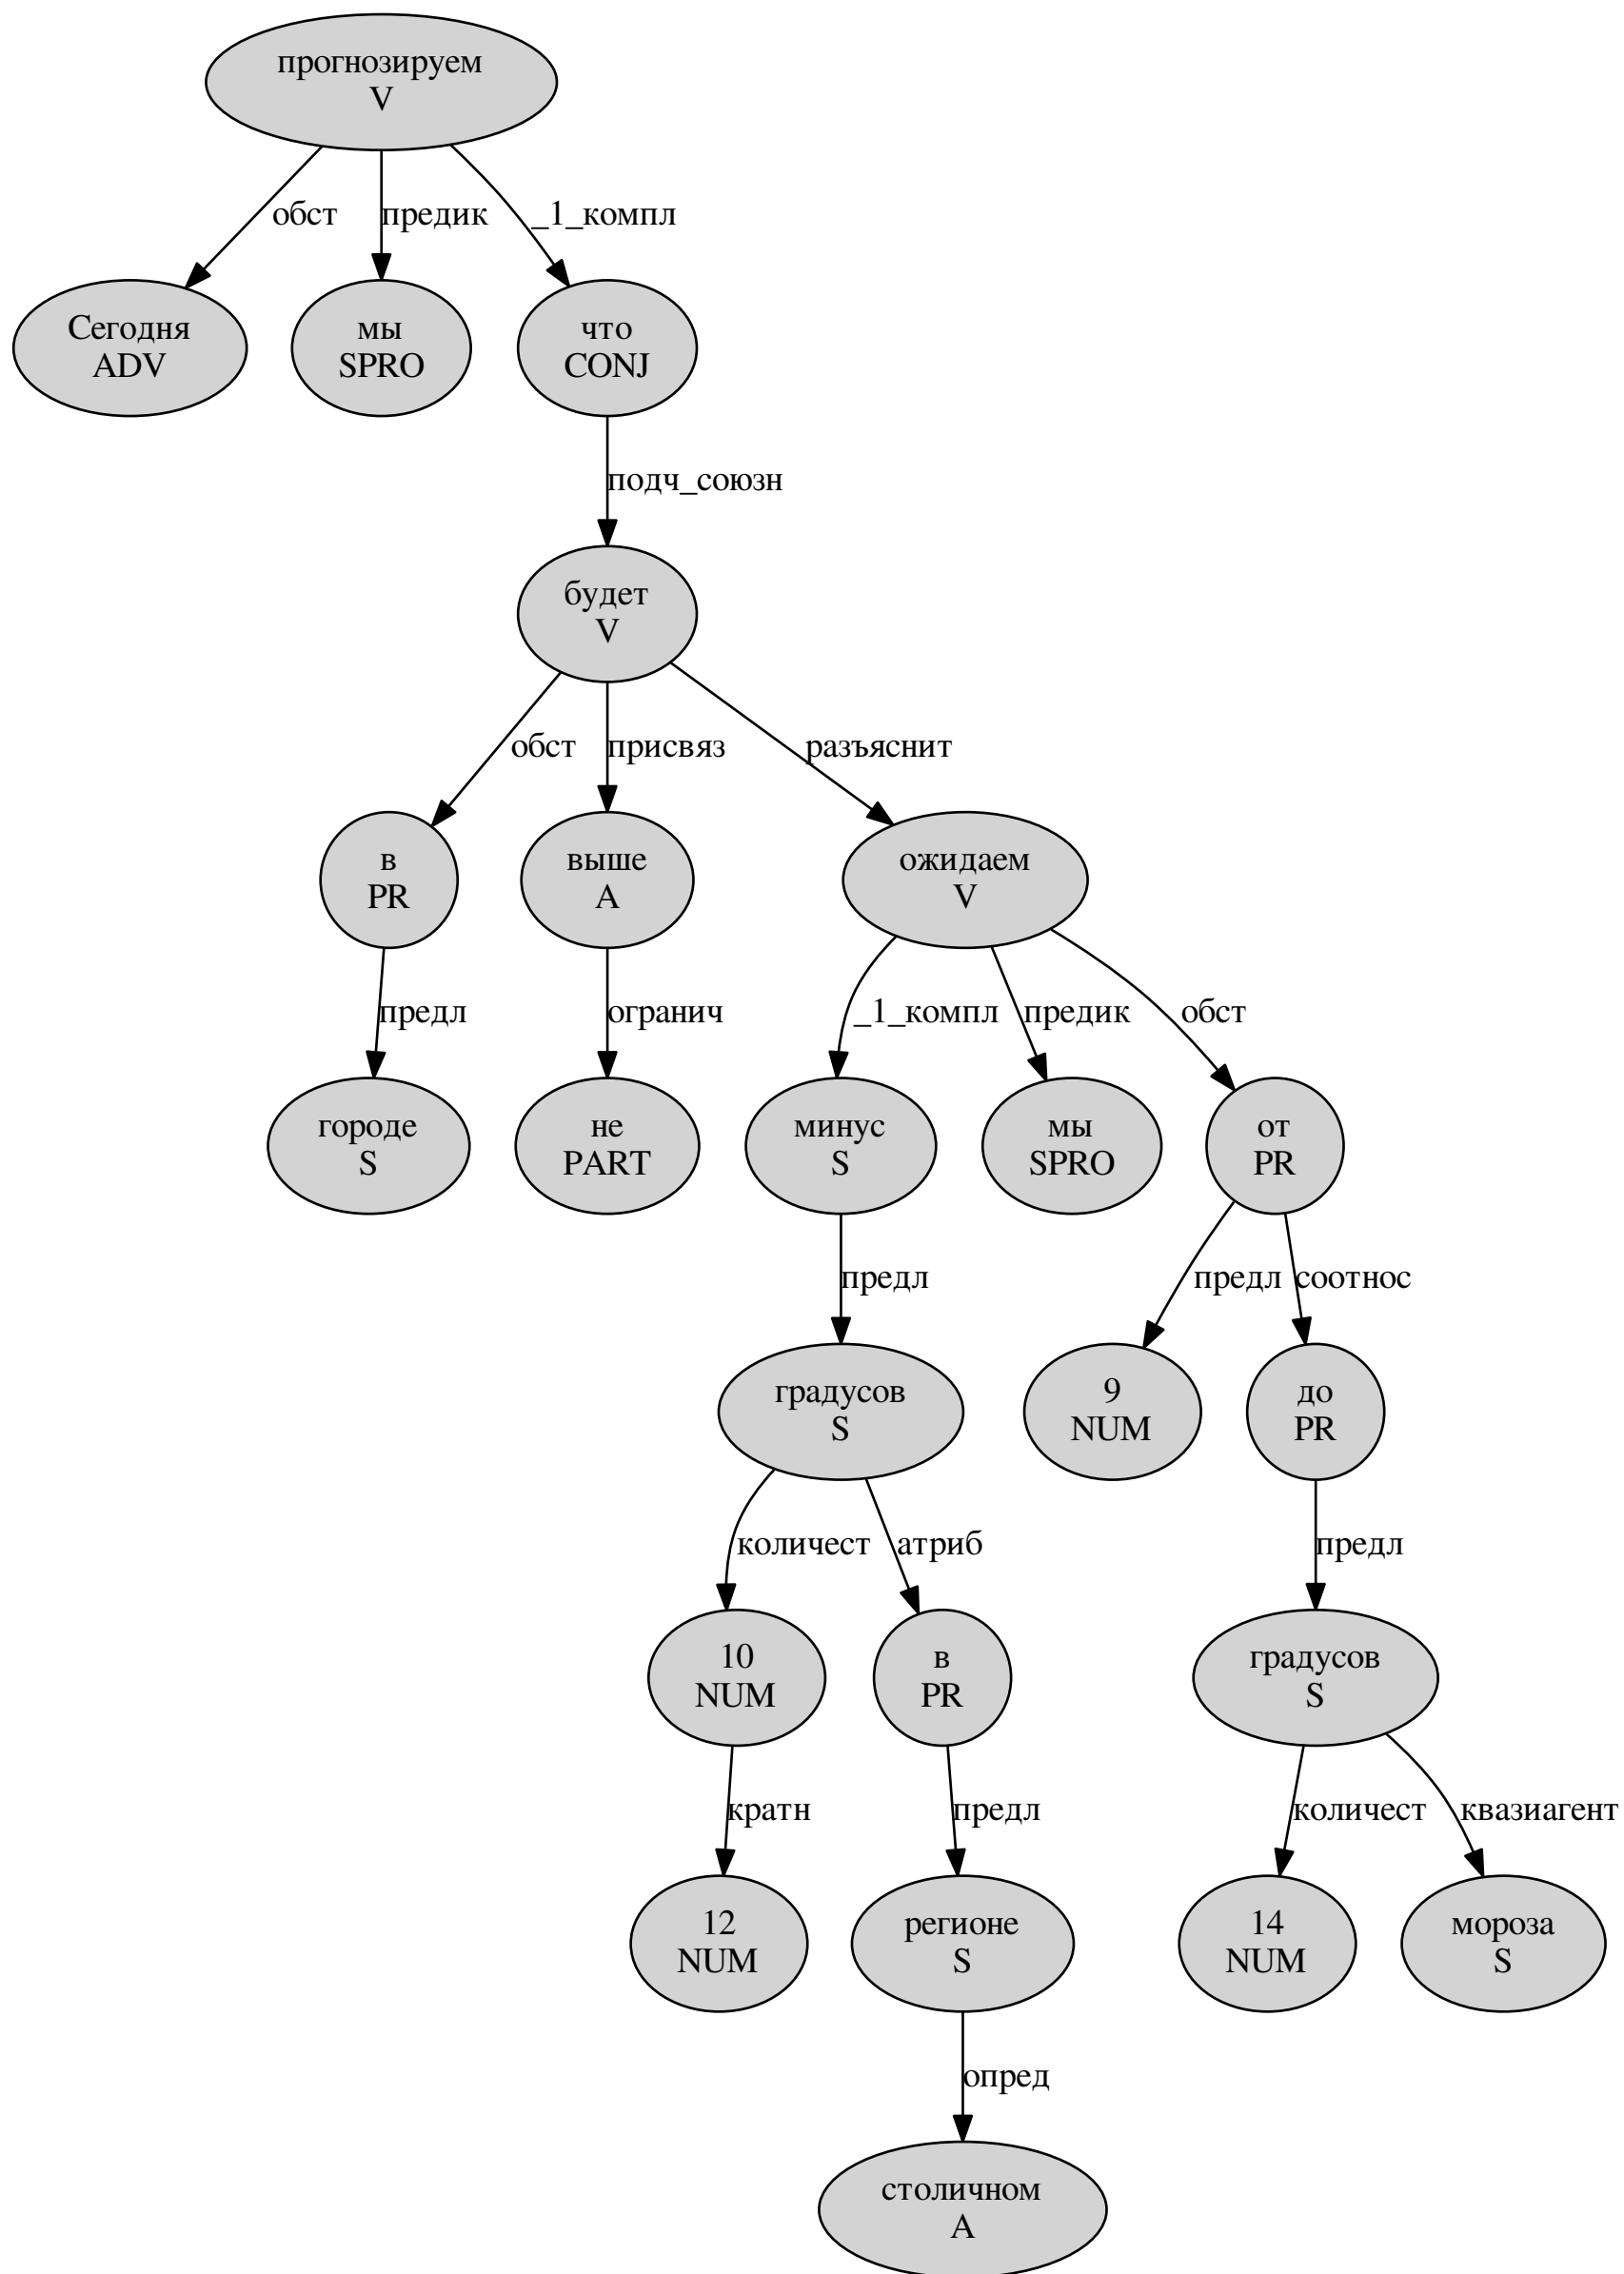 прогнозируем
V
обст
предик
_1_компл
Сегодня
ADV
мы
SPRO
что
CONJ
подч_союзн
будет
V
обст
присвяз
разъяснит
в
PR
выше
A
ожидаем
V
предл
огранич
_1_компл
предик
обст
городе
S
не
PART
минус
S
мы
SPRO
от
PR
предл
предл
соотнос
градусов
S
9
NUM
до
PR
количест
атриб
предл
10
NUM
в
PR
градусов
S
кратн
предл
количест
квазиагент
12
NUM
регионе
S
14
NUM
мороза
S
опред
столичном
A